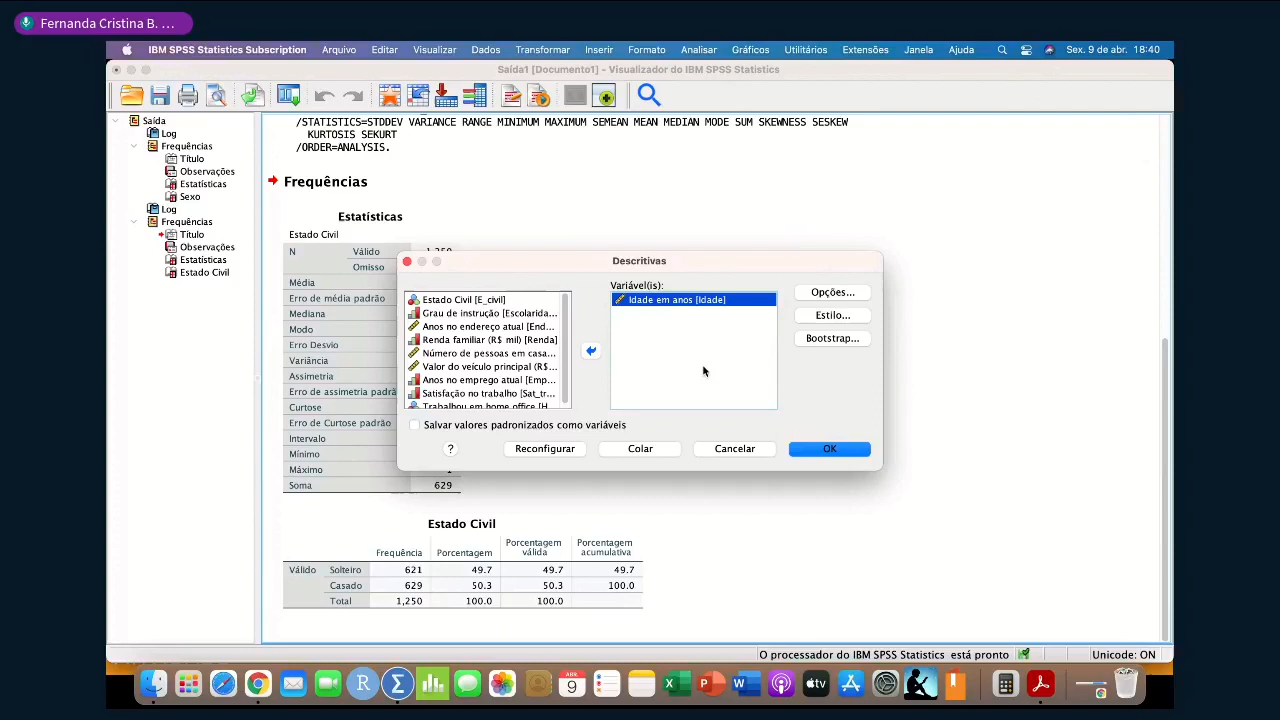 Fernanda Cristina B. ...
IBM SPSS Statistics Subscription Arquivo Editar Visualizar Dados Transformar Inserir Formato Analisar Gráficos Utilitários Extensões Janela Ajuda Sex. 9 de abr. 18:40
Saída1 [Documento1] - Visualizador do IBM SPSS Statistics
Saída
Log
Frequências
Título
Observações
Estatísticas
Sexo
Log
Frequências
Título
Observações
Estatísticas
Estado Civil
/STATISTICS=STDDEV VARIANCE RANGE MINIMUM MAXIMUM SEMEAN MEAN MEDIAN MODE SUM SKEWNESS SESKEW
KURTOSIS SEKURT
/ORDER=ANALYSIS.
Frequências
Estatísticas
Estado Civil
N Válido
Omisso
Média
Erro de média padrão
Mediana
Modo
Erro Desvio
Variância
Assimetria
Erro de assimetria padrã
Curtose
Erro de Curtose padrão
Intervalo
Mínimo
Máximo
Soma 629
Descritivas
Estado Civil [E_civil]
Grau de instrução [Escolarida...
Anos no endereço atual [End...
Renda familiar (R$ mil) [Renda]
Número de pessoas em casa...
Valor do veículo principal (R$...
Anos no emprego atual [Emp...
Satisfação no trabalho [Sat_tr...
Trabalhou em home office [H
Variável(is):
Idade em anos [Idade]
Opções...
Estilo...
Bootstrap...
Salvar valores padronizados como variáveis
? Reconfigurar Colar Cancelar OK
Estado Civil
Frequência Porcentagem Porcentagem válida Porcentagem acumulativa
Válido Solteiro 621 49.7 49.7 49.7
Casado 629 50.3 50.3 100.0
Total 1,250 100.0 100.0
O processador do IBM SPSS Statistics está pronto Unicode: ON
R Σ ABR 9 X P W tv